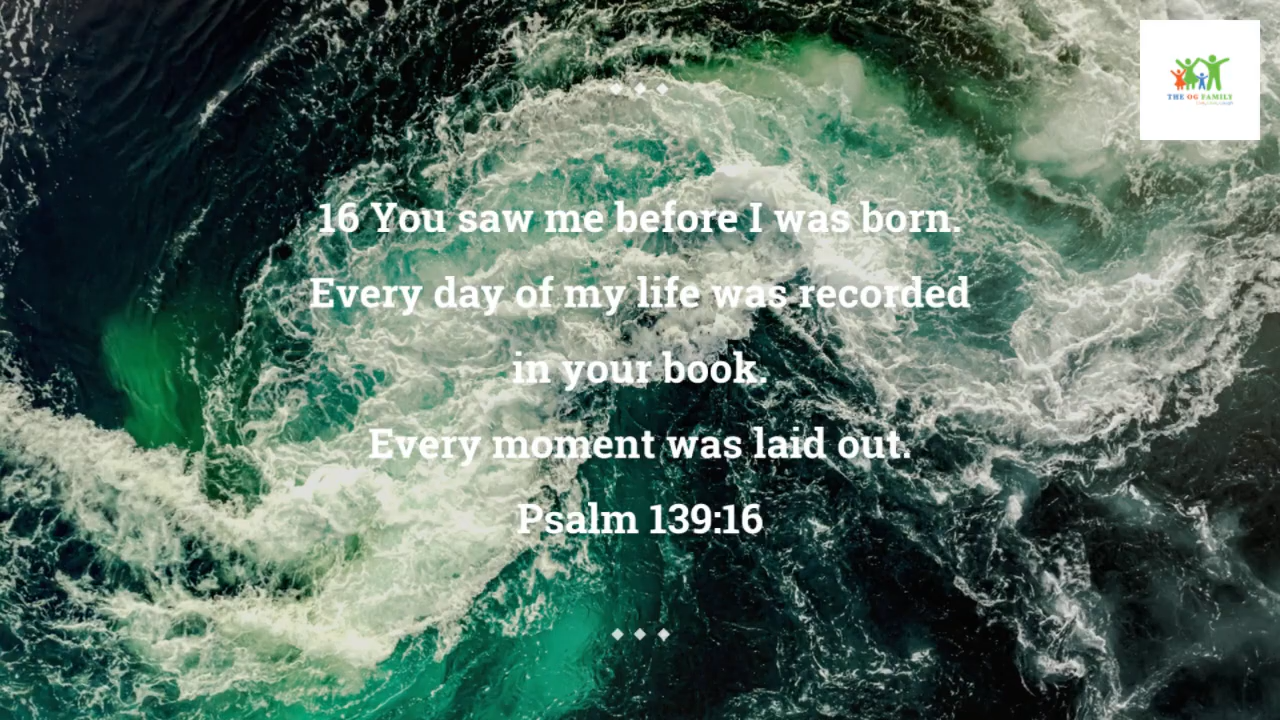 THE OG FAMILY
16 You saw me before I was born.
Every day of my life was recorded
in your book.
Every moment was laid out.
Psalm 139:16